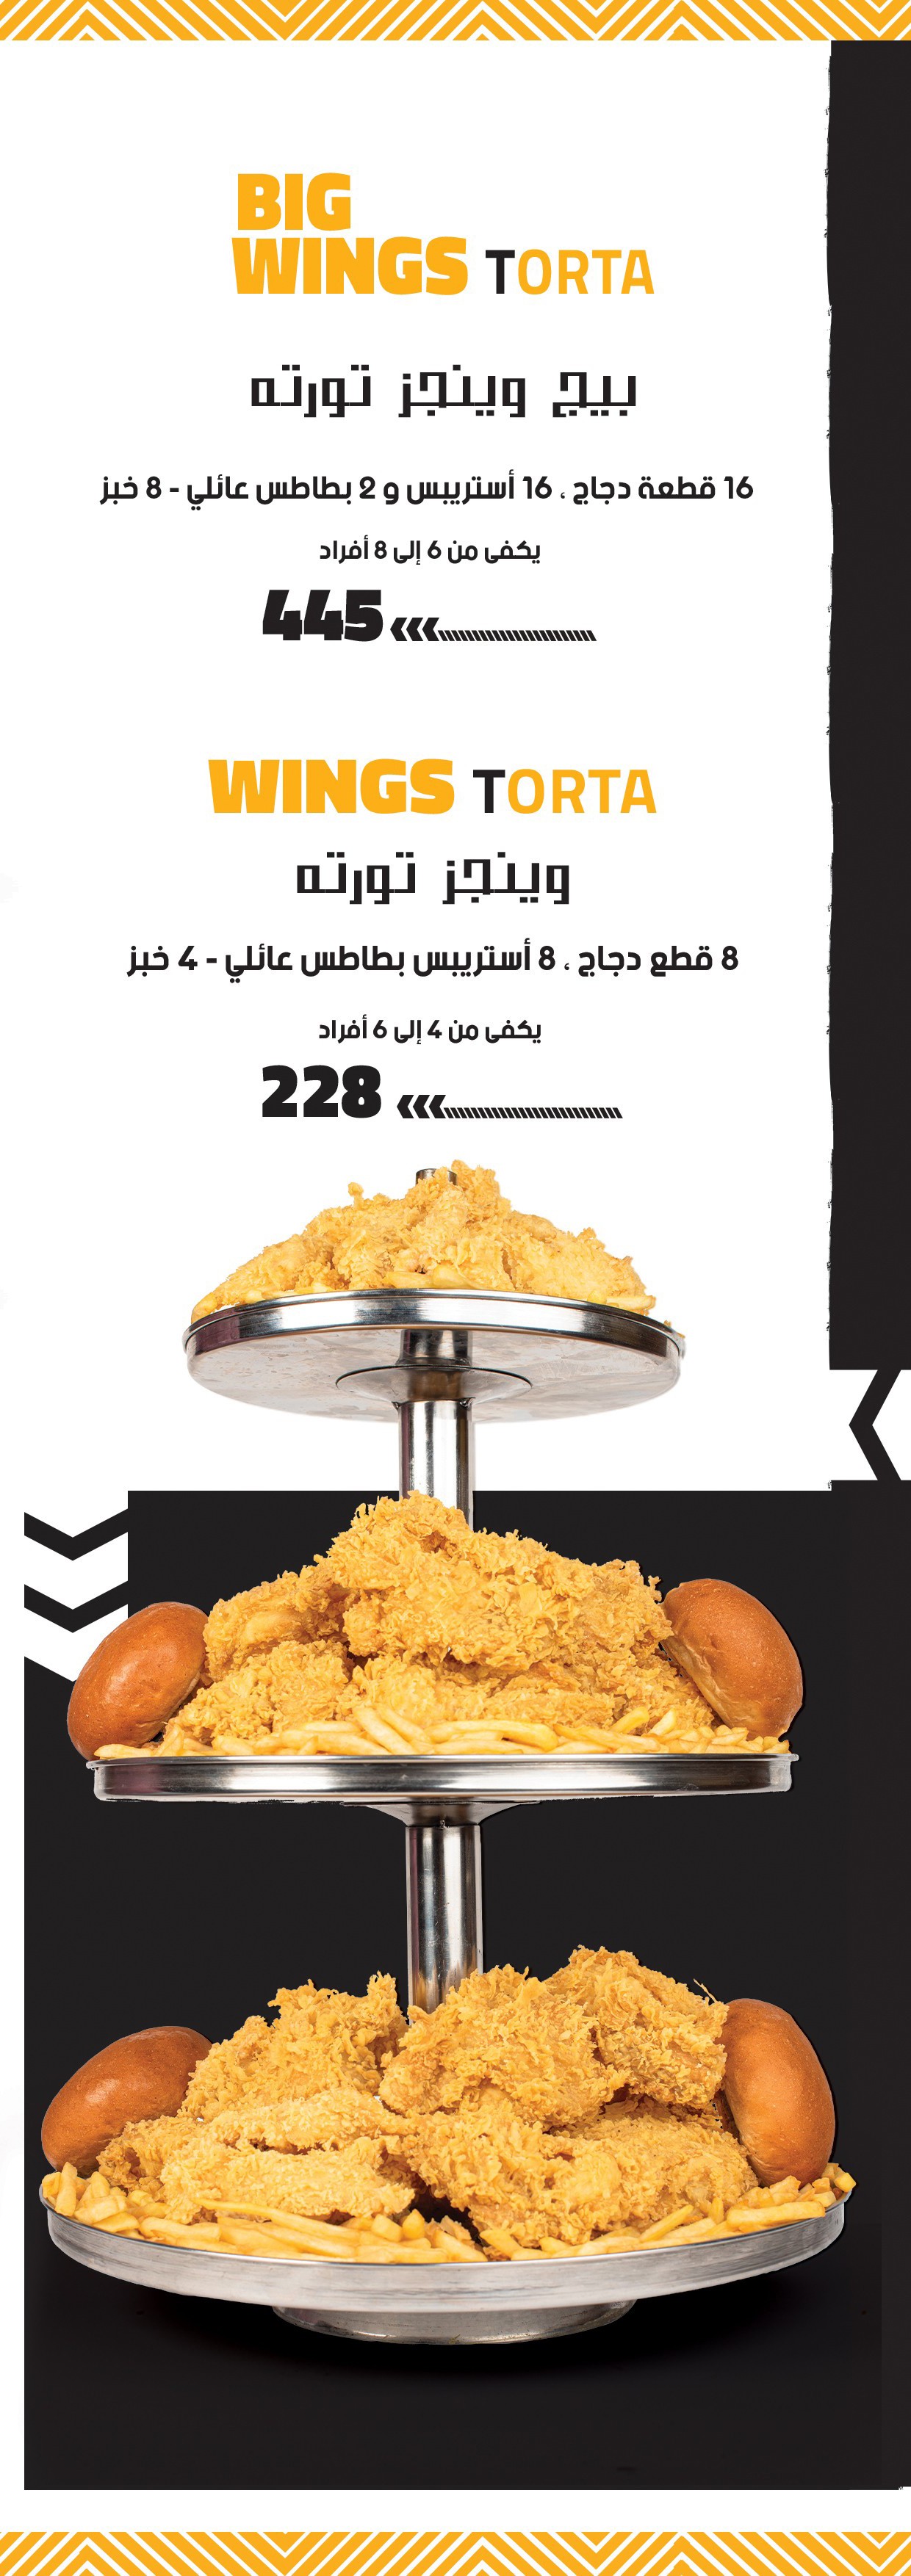 BIG
WINGS TORTA
بيج وينجز تورته
16 قطعة دجاج ، 16 أستريبس و 2 بطاطس عائلي - 8 خبز
يكفى من 6 إلى 8 أفراد
445
WINGS TORTA
وينجز تورته
8 قطع دجاج ، 8 أستريبس بطاطس عائلي - 4 خبز
يكفى من 4 إلى 6 أفراد
228